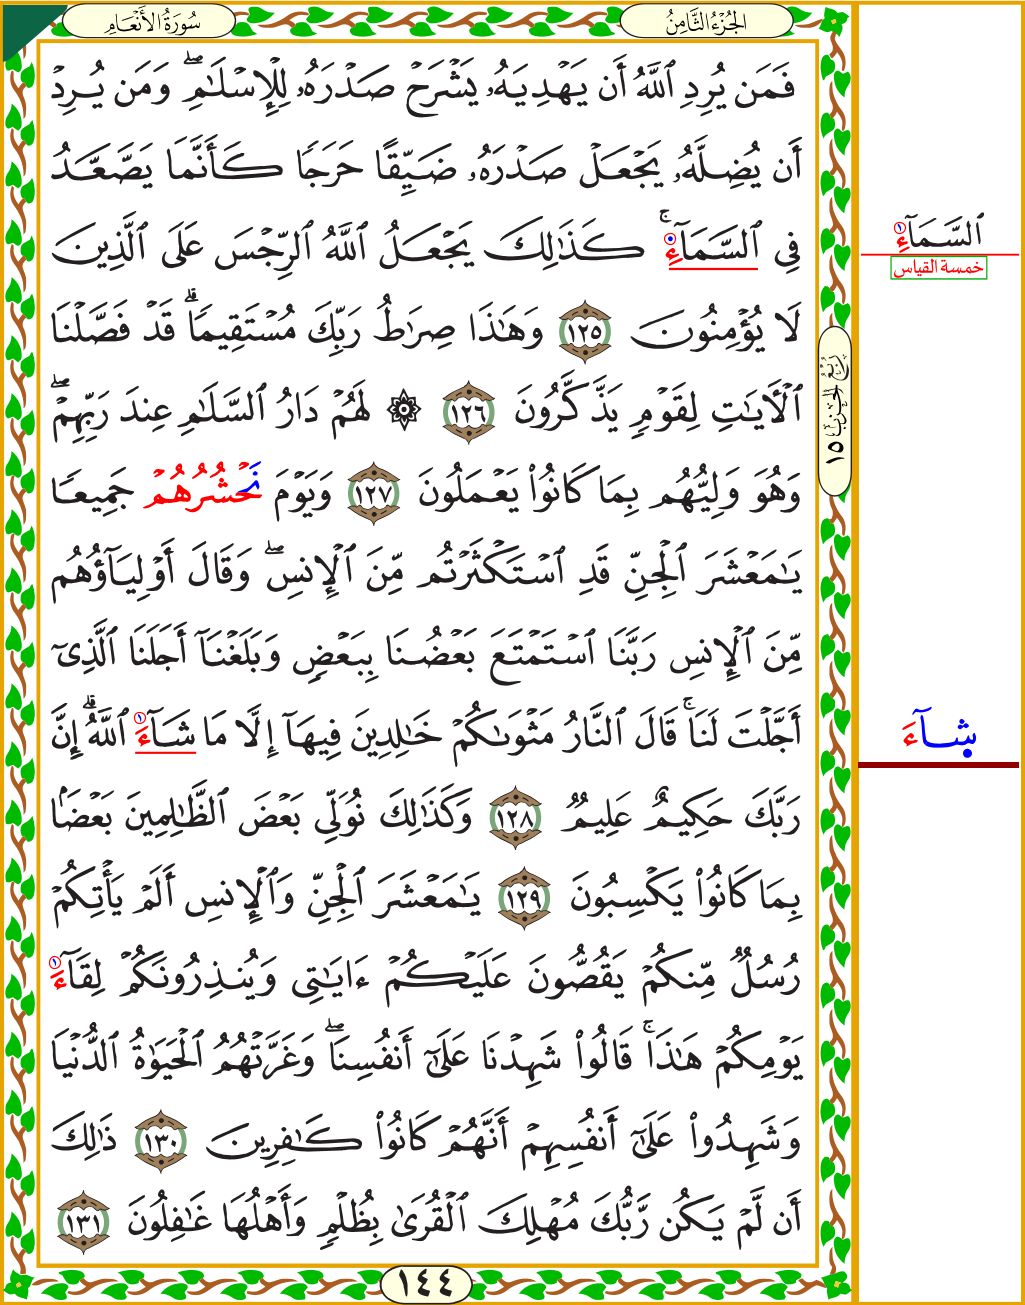 سُورَةُ الأَنْعَامِ
الجُزْءُ الثَّامِنُ
فَمَن يُرِدِ ٱللَّهُ أَن يَهْدِيَهُۥ يَشْرَحْ صَدْرَهُۥ لِلْإِسْلَٰمِۖ وَمَن يُرِدْ
أَن يُضِلَّهُۥ يَجْعَلْ صَدْرَهُۥ ضَيِّقًا حَرَجًا كَأَنَّمَا يَصَّعَّدُ
فِى ٱلسَّمَآءِۚ كَذَٰلِكَ يَجْعَلُ ٱللَّهُ ٱلرِّجْسَ عَلَى ٱلَّذِينَ
لَا يُؤْمِنُونَ ١٢٥ وَهَٰذَا صِرَٰطُ رَبِّكَ مُسْتَقِيمًاۗ قَدْ فَصَّلْنَا
ٱلْءَايَٰتِ لِقَوْمٍ يَذَّكَّرُونَ ١٢٦ ۞ لَهُمْ دَارُ ٱلسَّلَٰمِ عِندَ رَبِّهِمْۖ
وَهُوَ وَلِيُّهُم بِمَا كَانُوا۟ يَعْمَلُونَ ١٢٧ وَيَوْمَ نَحْشُرُهُمْ جَمِيعًا
يَٰمَعْشَرَ ٱلْجِنِّ قَدِ ٱسْتَكْثَرْتُم مِّنَ ٱلْإِنسِۖ وَقَالَ أَوْلِيَآؤُهُم
مِّنَ ٱلْإِنسِ رَبَّنَا ٱسْتَمْتَعَ بَعْضُنَا بِبَعْضٍ وَبَلَغْنَآ أَجَلَنَا ٱلَّذِىٓ
أَجَّلْتَ لَنَاۚ قَالَ ٱلنَّارُ مَثْوَىٰكُمْ خَٰلِدِينَ فِيهَآ إِلَّا مَا شَآءَ ٱللَّهُۗ إِنَّ
رَبَّكَ حَكِيمٌ عَلِيمٌ ١٢٨ وَكَذَٰلِكَ نُوَلِّى بَعْضَ ٱلظَّٰلِمِينَ بَعْضًۢا
بِمَا كَانُوا۟ يَكْسِبُونَ ١٢٩ يَٰمَعْشَرَ ٱلْجِنِّ وَٱلْإِنسِ أَلَمْ يَأْتِكُمْ
رُسُلٌ مِّنكُمْ يَقُصُّونَ عَلَيْكُمْ ءَايَٰتِى وَيُنذِرُونَكُمْ لِقَآءَ
يَوْمِكُمْ هَٰذَاۚ قَالُوا۟ شَهِدْنَا عَلَىٰٓ أَنفُسِنَاۖ وَغَرَّتْهُمُ ٱلْحَيَوٰةُ ٱلدُّنْيَا
وَشَهِدُوا۟ عَلَىٰٓ أَنفُسِهِمْ أَنَّهُمْ كَانُوا۟ كَٰفِرِينَ ١٣٠ ذَٰلِكَ
أَن لَّمْ يَكُن رَّبُّكَ مُهْلِكَ ٱلْقُرَىٰ بِظُلْمٍ وَأَهْلُهَا غَٰفِلُونَ ١٣١
١٤٤
ٱلسَّمَآءِ
خمسة القياس
رُبْعُ الحِزْبِ ١٥
شَآءَ